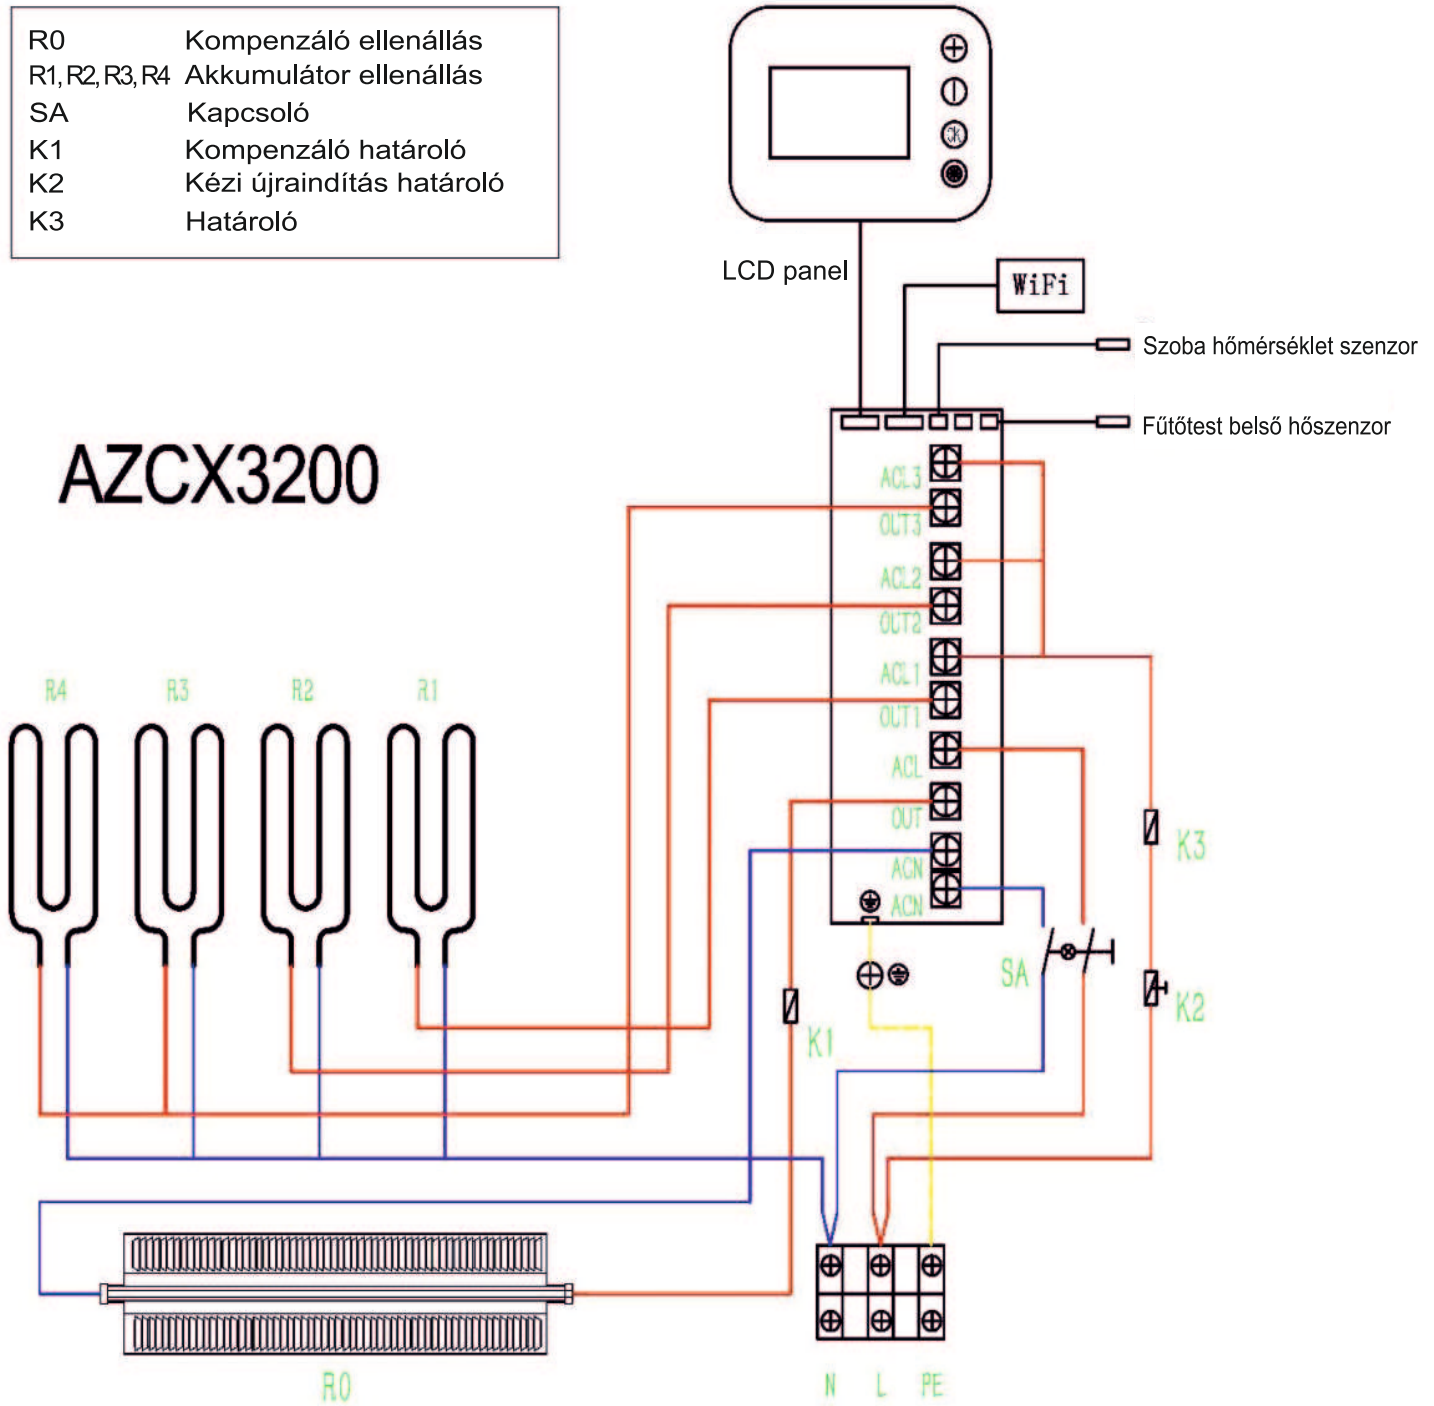 R0 Kompenzáló ellenállás
R1, R2, R3, R4 Akkumulátor ellenállás
SA Kapcsoló
K1 Kompenzáló határoló
K2 Kézi újraindítás határoló
K3 Határoló
OK
LCD panel
WiFi
Szoba hőmérséklet szenzor
Fűtőtest belső hőszenzor
AZCX3200
ACL3
OUT3
ACL2
OUT2
ACL1
OUT1
ACL
OUT
ACN
ACN
R4 R3 R2 R1
K3
SA
K2
K1
R0
N L PE